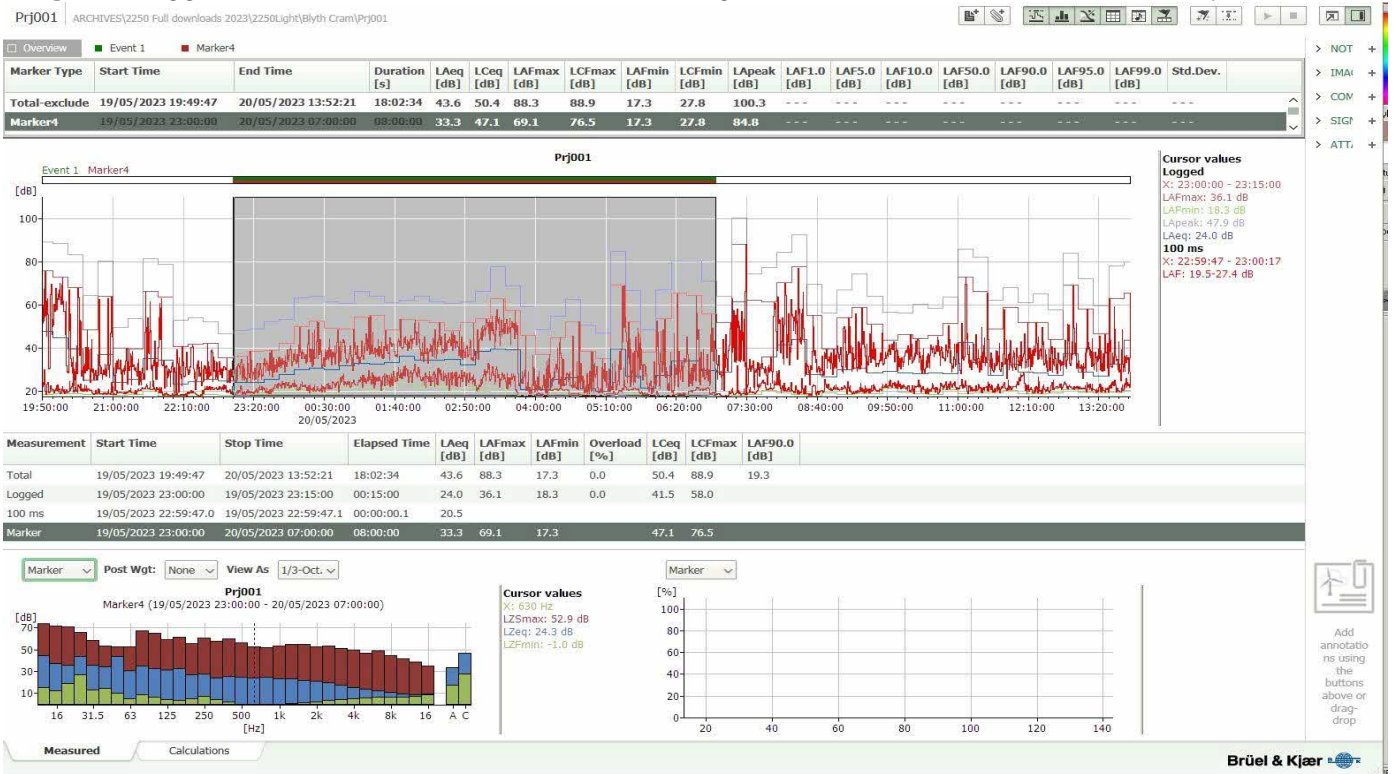 Prj001 ARCHIVES\2250 Full downloads 2023\2250Light\Blyth Cram\Prj001
Overview Event 1 Marker4
Marker Type Start Time End Time Duration [s] LAeq [dB] LCeq [dB] LAFmax [dB] LCFmax [dB] LAFmin [dB] LCFmin [dB] LApeak [dB] LAF1.0 [dB] LAF5.0 [dB] LAF10.0 [dB] LAF50.0 [dB] LAF90.0 [dB] LAF95.0 [dB] LAF99.0 [dB] Std.Dev.
Total-exclude 19/05/2023 19:49:47 20/05/2023 13:52:21 18:02:34 43.6 50.4 88.3 88.9 17.3 27.8 100.3 --- --- --- --- --- --- --- ---
Marker4 19/05/2023 23:00:00 20/05/2023 07:00:00 08:00:00 33.3 47.1 69.1 76.5 17.3 27.8 84.8 --- --- --- --- --- --- --- ---
> NOT +
> IMA +
> COM +
> SIGN +
> ATT. +
Prj001
Event 1 Marker4
[dB]
100
80
60
40
20
19:50:00 21:00:00 22:10:00 23:20:00 00:30:00 01:40:00 02:50:00 04:00:00 05:10:00 06:20:00 07:30:00 08:40:00 09:50:00 11:00:00 12:10:00 13:20:00
20/05/2023
Cursor values
Logged
X: 23:00:00 - 23:15:00
LAFmax: 36.1 dB
LAFmin: 18.3 dB
LApeak: 47.9 dB
LAeq: 24.0 dB
100 ms
X: 22:59:47 - 23:00:17
LAF: 19.5-27.4 dB
Measurement Start Time Stop Time Elapsed Time LAeq [dB] LAFmax [dB] LAFmin [dB] Overload [%] LCeq [dB] LCFmax [dB] LAF90.0 [dB]
Total 19/05/2023 19:49:47 20/05/2023 13:52:21 18:02:34 43.6 88.3 17.3 0.0 50.4 88.9 19.3
Logged 19/05/2023 23:00:00 19/05/2023 23:15:00 00:15:00 24.0 36.1 18.3 0.0 41.5 58.0
100 ms 19/05/2023 22:59:47.0 19/05/2023 22:59:47.1 00:00:00.1 20.5
Marker 19/05/2023 23:00:00 20/05/2023 07:00:00 08:00:00 33.3 69.1 17.3 47.1 76.5
Marker Post Wgt: None View As 1/3-Oct.
Prj001
Marker4 (19/05/2023 23:00:00 - 20/05/2023 07:00:00)
[dB]
70
50
30
10
16 31.5 63 125 250 500 1k 2k 4k 8k 16 A C
[Hz]
Cursor values
X: 630 Hz
LZSmax: 52.9 dB
LZeq: 24.3 dB
LZFmin: -1.0 dB
Marker
[%]
100
80
60
40
20
0
20 40 60 80 100 120 140
Add
annotatio
ns using
the
buttons
above or
drag-
drop
Measured Calculations
Brüel & Kjær